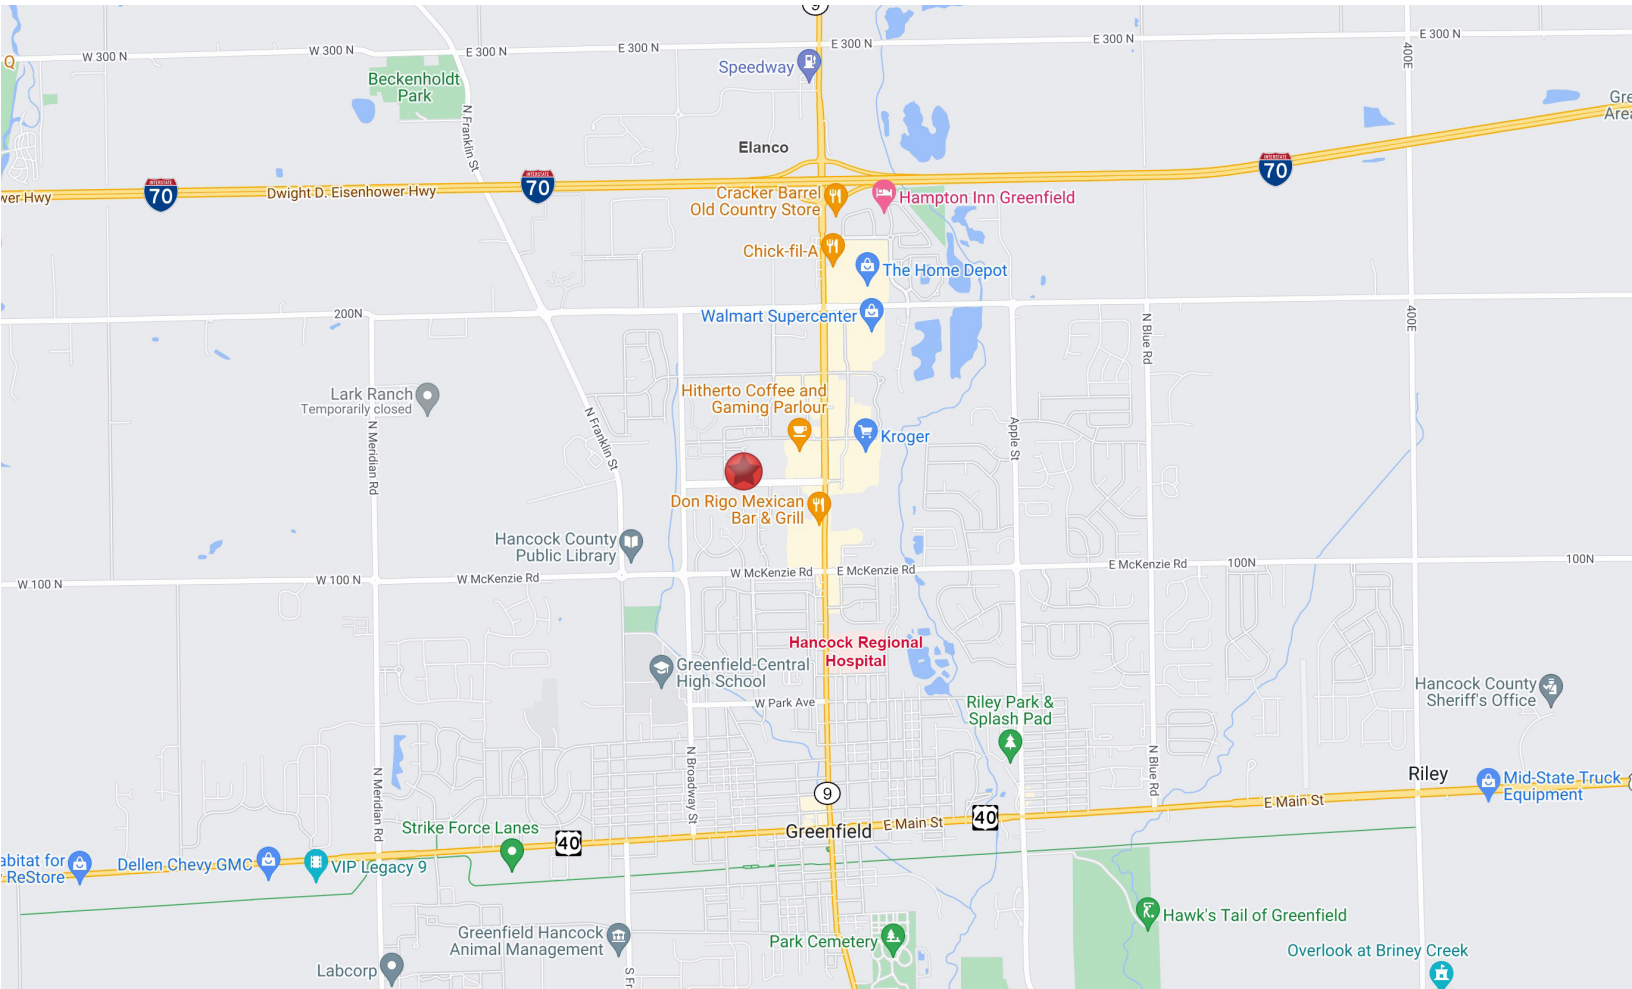 9
W 300 N
W 300 N
E 300 N
E 300 N
E 300 N
E 300 N
E 300 N
Q
Speedway
400E
Beckenholdt
Park
N Franklin St
Gre
Area
Elanco
INTERSTATE
70
INTERSTATE
70
INTERSTATE
70
wer Hwy
Dwight D. Eisenhower Hwy
Cracker Barrel
Old Country Store
Hampton Inn Greenfield
Chick-fil-A
The Home Depot
200N
Walmart Supercenter
400E
N Blue Rd
Lark Ranch
Temporarily closed
Hitherto Coffee and
Gaming Parlour
N Meridian Rd
N Franklin St
Kroger
Apple St
Don Rigo Mexican
Bar & Grill
Hancock County
Public Library
W 100 N
W 100 N
W McKenzie Rd
W McKenzie Rd
E McKenzie Rd
E McKenzie Rd
100N
100N
Hancock Regional
Hospital
Greenfield-Central
High School
W Park Ave
Riley Park &
Splash Pad
Hancock County
Sheriff's Office
N Meridian Rd
N Broadway St
N Blue Rd
Riley
Mid-State Truck
Equipment
9
E Main St
Greenfield
E Main St
40
Strike Force Lanes
40
abitat for
ReStore
Dellen Chevy GMC
VIP Legacy 9
Hawk's Tail of Greenfield
Greenfield Hancock
Animal Management
Park Cemetery
Overlook at Briney Creek
Labcorp
S Fr